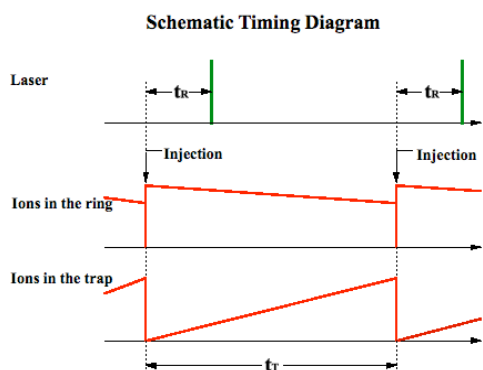 Schematic Timing Diagram
Laser
tR
tR
Injection
Injection
Ions in the ring
Ions in the trap
tT